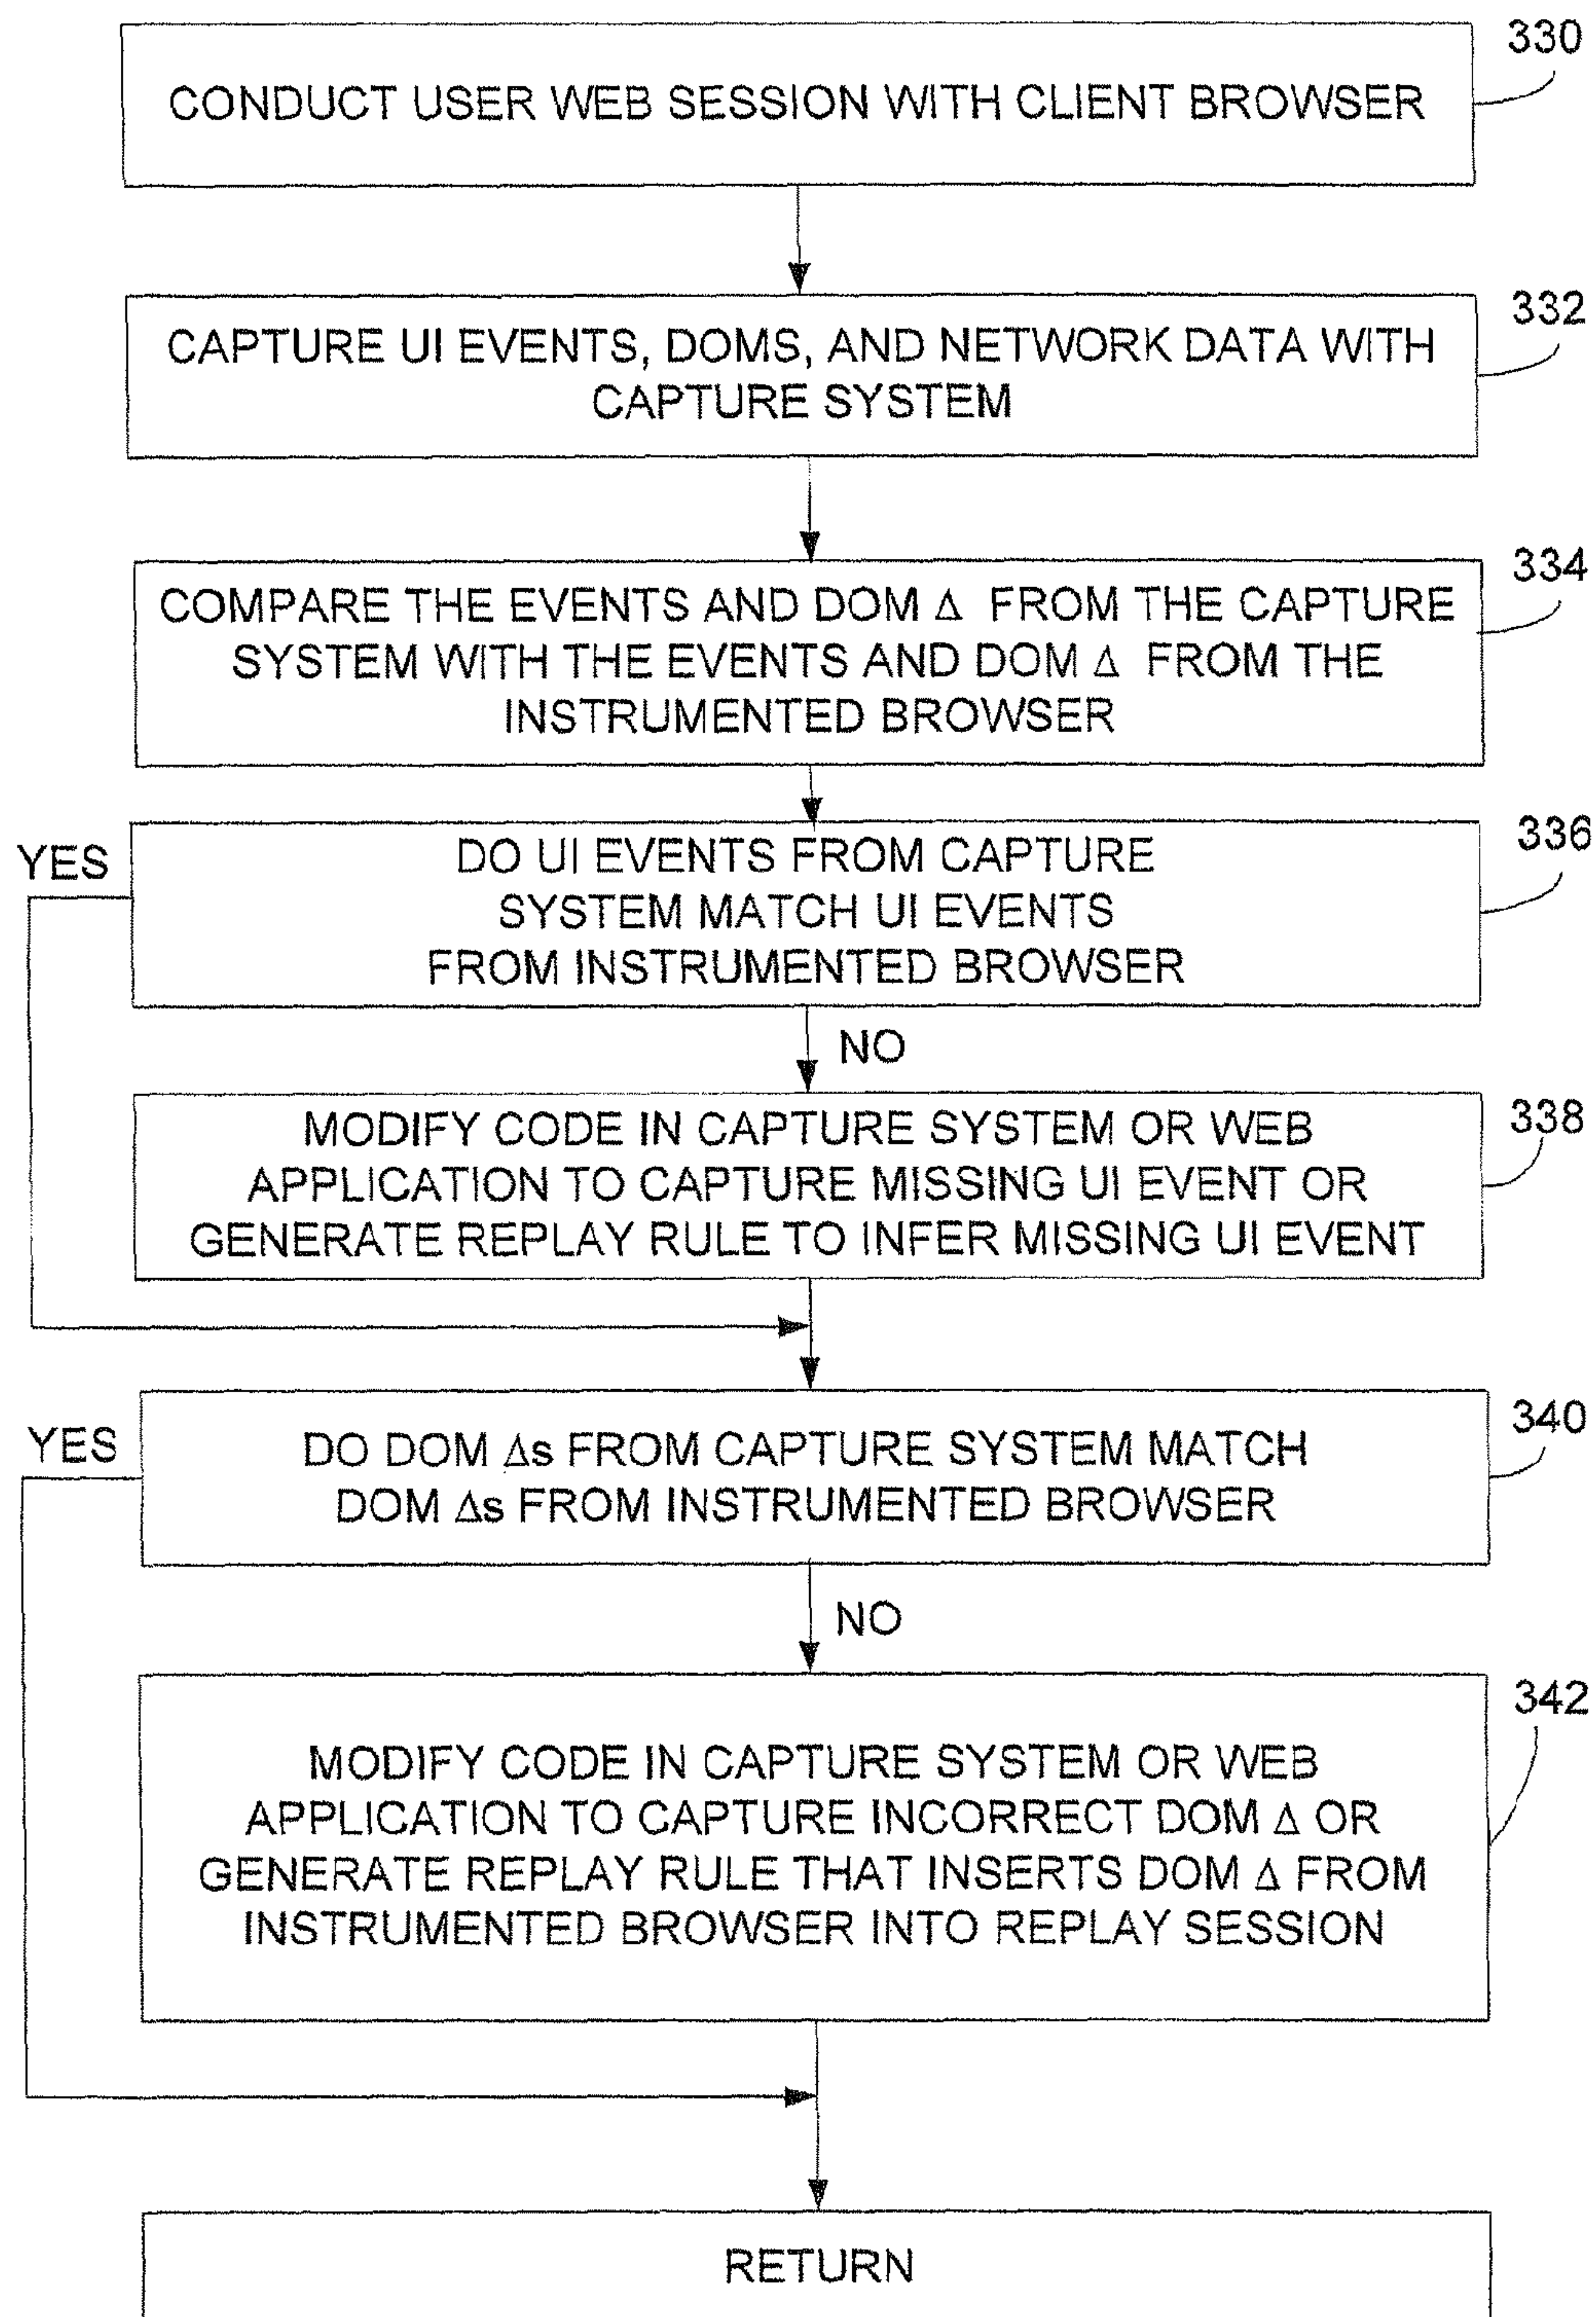 330
CONDUCT USER WEB SESSION WITH CLIENT BROWSER
332
CAPTURE UI EVENTS, DOMS, AND NETWORK DATA WITH
CAPTURE SYSTEM
334
COMPARE THE EVENTS AND DOM Δ FROM THE CAPTURE
SYSTEM WITH THE EVENTS AND DOM Δ FROM THE
INSTRUMENTED BROWSER
336
YES
DO UI EVENTS FROM CAPTURE
SYSTEM MATCH UI EVENTS
FROM INSTRUMENTED BROWSER
NO
338
MODIFY CODE IN CAPTURE SYSTEM OR WEB
APPLICATION TO CAPTURE MISSING UI EVENT OR
GENERATE REPLAY RULE TO INFER MISSING UI EVENT
340
YES
DO DOM Δs FROM CAPTURE SYSTEM MATCH
DOM Δs FROM INSTRUMENTED BROWSER
NO
342
MODIFY CODE IN CAPTURE SYSTEM OR WEB
APPLICATION TO CAPTURE INCORRECT DOM Δ OR
GENERATE REPLAY RULE THAT INSERTS DOM Δ FROM
INSTRUMENTED BROWSER INTO REPLAY SESSION
RETURN